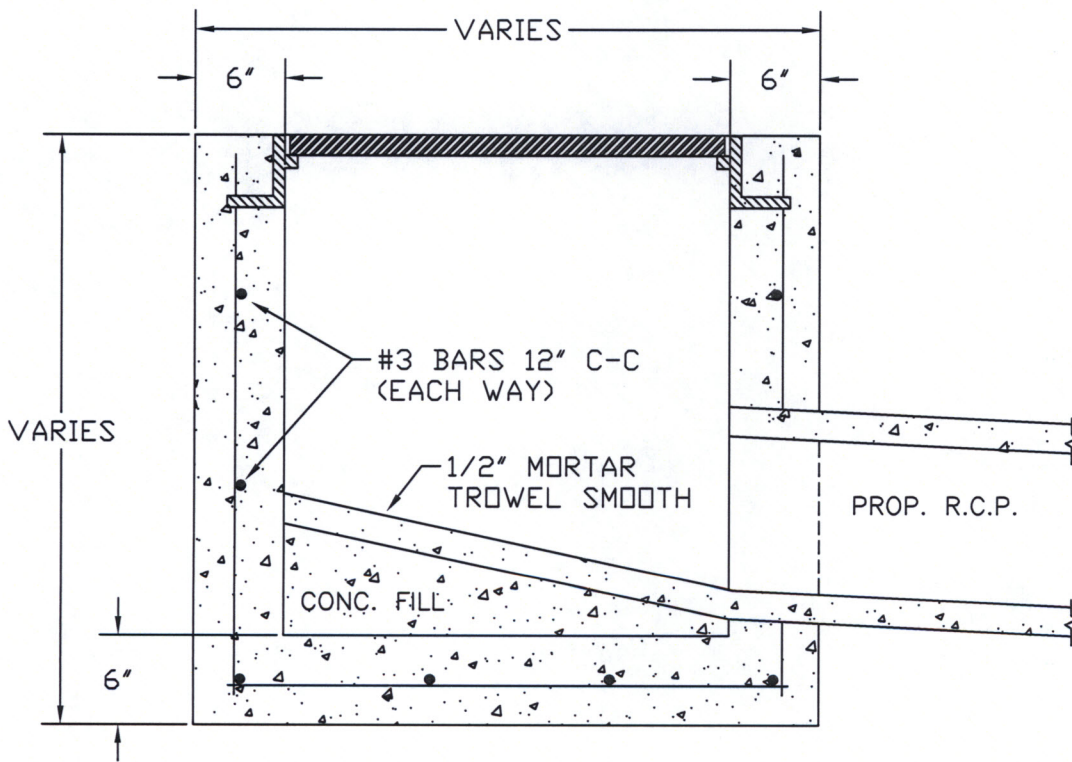 VARIES
6" 6"
#3 BARS 12" C-C
(EACH WAY)
VARIES
1/2" MORTAR
TROWEL SMOOTH
PROP. R.C.P.
CONC. FILL
6"